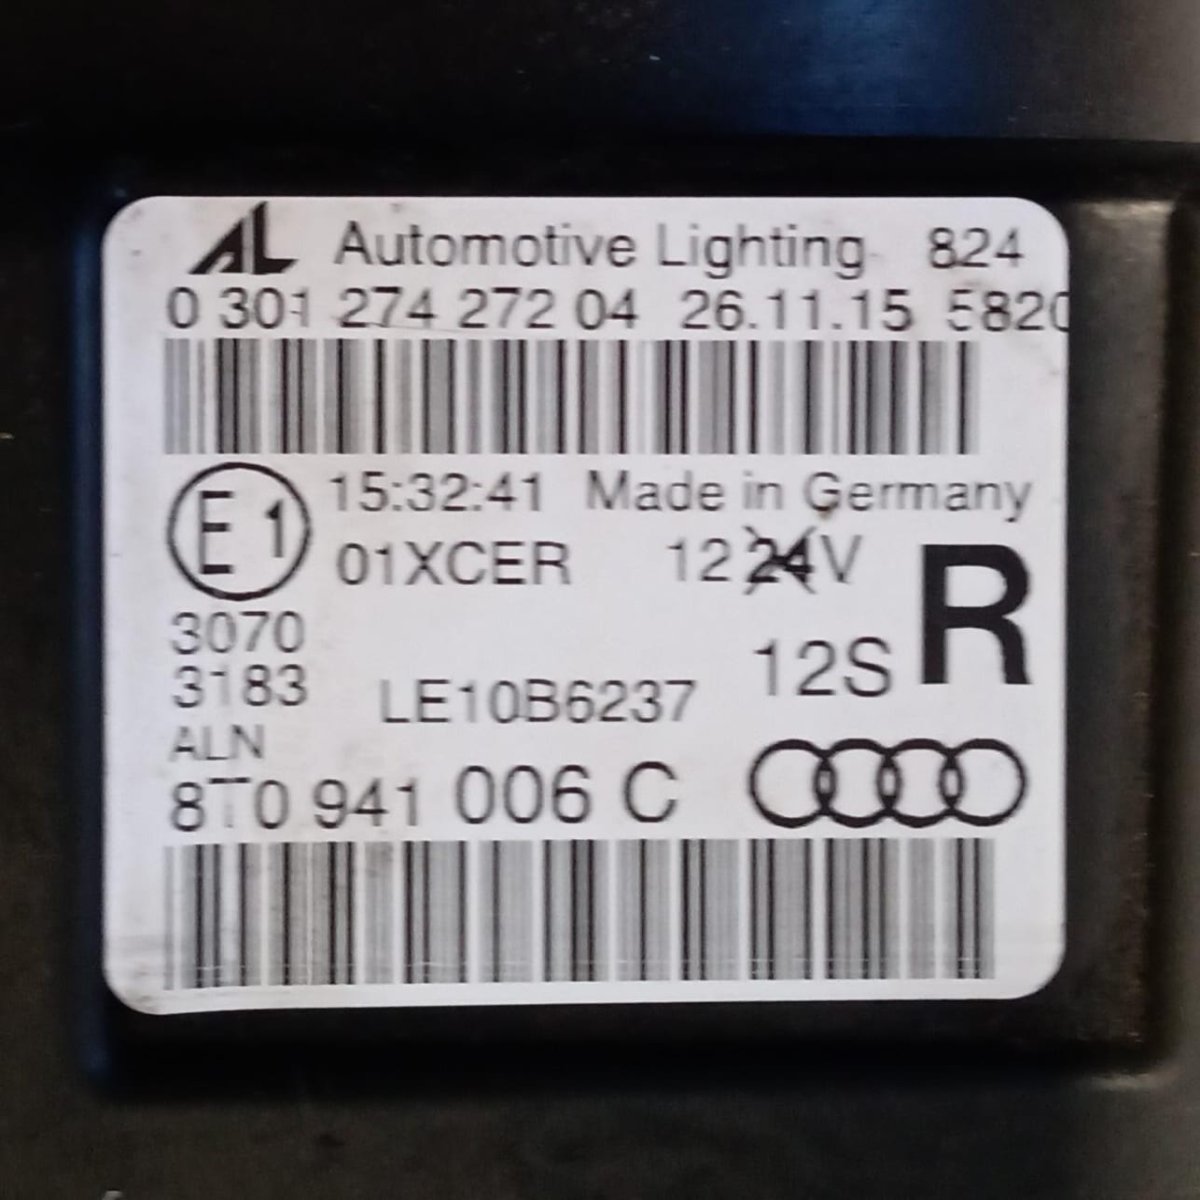 AL Automotive Lighting 824
0 301 274 272 04 26.11.15 5820
E1 15:32:41 Made in Germany
01XCER 12 24V
R
3070
12S
3183
LE10B6237
ALN
8T0 941 006 C